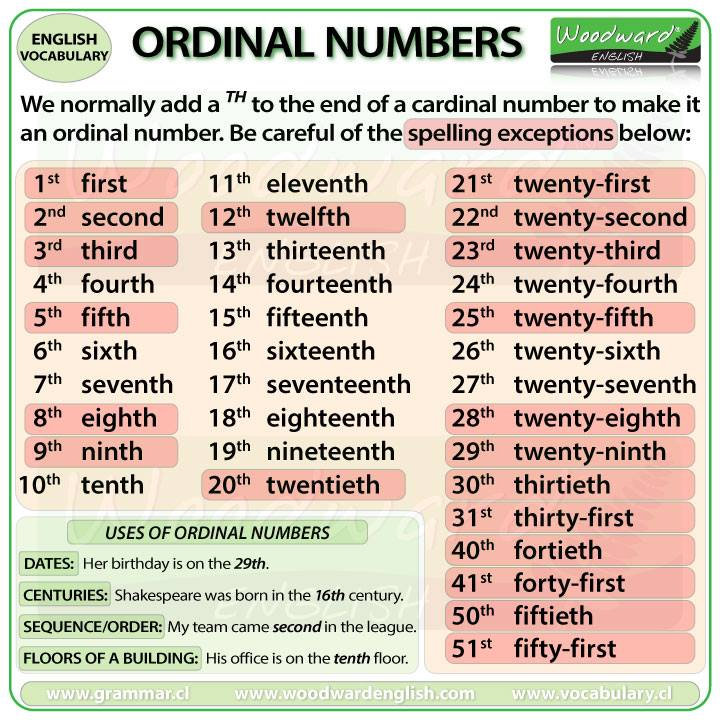 ENGLISH
VOCABULARY
ORDINAL NUMBERS
Woodward®
ENGLISH
We normally add a TH to the end of a cardinal number to make it
an ordinal number. Be careful of the spelling exceptions below:
1st first
2nd second
3rd third
4th fourth
5th fifth
6th sixth
7th seventh
8th eighth
9th ninth
10th tenth
11th eleventh
12th twelfth
13th thirteenth
14th fourteenth
15th fifteenth
16th sixteenth
17th seventeenth
18th eighteenth
19th nineteenth
20th twentieth
21st twenty-first
22nd twenty-second
23rd twenty-third
24th twenty-fourth
25th twenty-fifth
26th twenty-sixth
27th twenty-seventh
28th twenty-eighth
29th twenty-ninth
30th thirtieth
31st thirty-first
40th fortieth
41st forty-first
50th fiftieth
51st fifty-first
USES OF ORDINAL NUMBERS
DATES: Her birthday is on the 29th.
CENTURIES: Shakespeare was born in the 16th century.
SEQUENCE/ORDER: My team came second in the league.
FLOORS OF A BUILDING: His office is on the tenth floor.
www.grammar.cl www.woodwardenglish.com www.vocabulary.cl